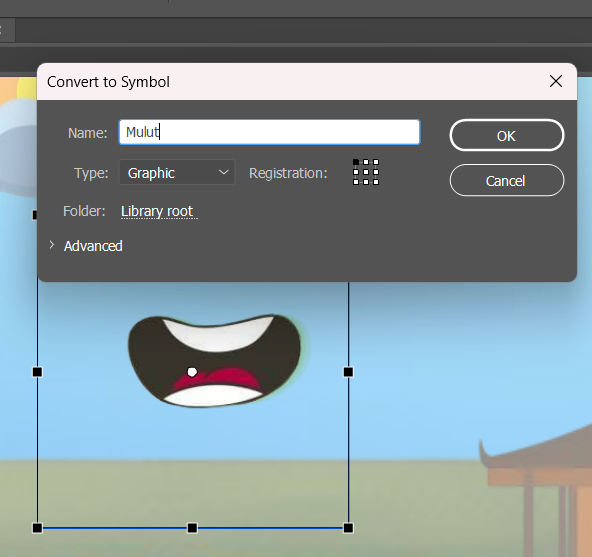 Convert to Symbol
Name: Mulut
OK
Type: Graphic
Registration:
Cancel
Folder: Library root
Advanced